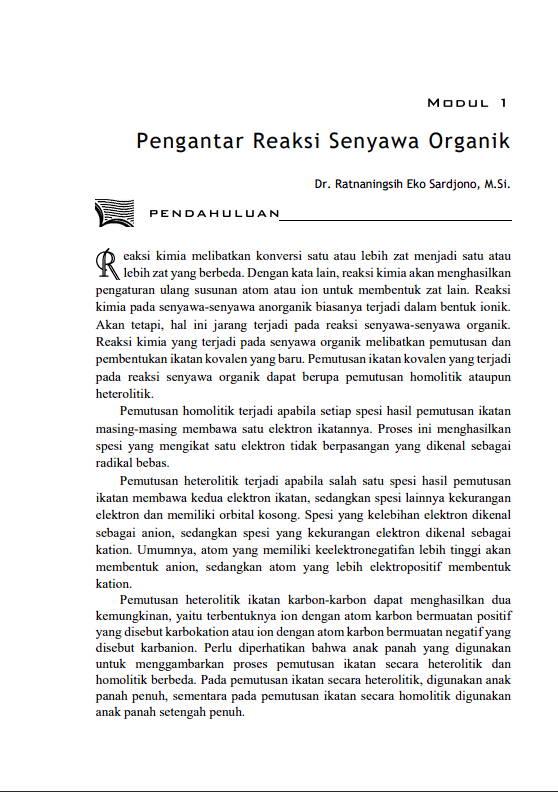 MODUL 1
Pengantar Reaksi Senyawa Organik
Dr. Ratnaningsih Eko Sardjono, M.Si.
PENDAHULUAN
Reaksi kimia melibatkan konversi satu atau lebih zat menjadi satu atau
lebih zat yang berbeda. Dengan kata lain, reaksi kimia akan menghasilkan
pengaturan ulang susunan atom atau ion untuk membentuk zat lain. Reaksi
kimia pada senyawa-senyawa anorganik biasanya terjadi dalam bentuk ionik.
Akan tetapi, hal ini jarang terjadi pada reaksi senyawa-senyawa organik.
Reaksi kimia yang terjadi pada senyawa organik melibatkan pemutusan dan
pembentukan ikatan kovalen yang baru. Pemutusan ikatan kovalen yang terjadi
pada reaksi senyawa organik dapat berupa pemutusan homolitik ataupun
heterolitik.
Pemutusan homolitik terjadi apabila setiap spesi hasil pemutusan ikatan
masing-masing membawa satu elektron ikatannya. Proses ini menghasilkan
spesi yang mengikat satu elektron tidak berpasangan yang dikenal sebagai
radikal bebas.
Pemutusan heterolitik terjadi apabila salah satu spesi hasil pemutusan
ikatan membawa kedua elektron ikatan, sedangkan spesi lainnya kekurangan
elektron dan memiliki orbital kosong. Spesi yang kelebihan elektron dikenal
sebagai anion, sedangkan spesi yang kekurangan elektron dikenal sebagai
kation. Umumnya, atom yang memiliki keelektronegatifan lebih tinggi akan
membentuk anion, sedangkan atom yang lebih elektropositif membentuk
kation.
Pemutusan heterolitik ikatan karbon-karbon dapat menghasilkan dua
kemungkinan, yaitu terbentuknya ion dengan atom karbon bermuatan positif
yang disebut karbokation atau ion dengan atom karbon bermuatan negatif yang
disebut karbanion. Perlu diperhatikan bahwa anak panah yang digunakan
untuk menggambarkan proses pemutusan ikatan secara heterolitik dan
homolitik berbeda. Pada pemutusan ikatan secara heterolitik, digunakan anak
panah penuh, sementara pada pemutusan ikatan secara homolitik digunakan
anak panah setengah penuh.